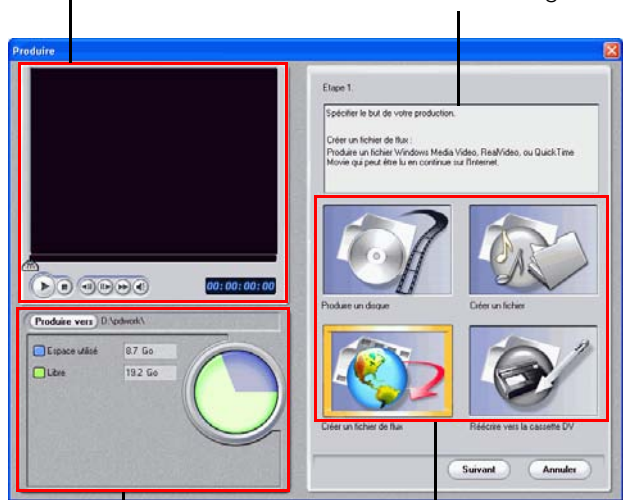 Produire
Etape 1.
Spécifier le but de votre production.
Créer un fichier de flux :
Produire un fichier Windows Media Video, RealVideo, ou QuickTime
Movie qui peut être lu en continue sur l'Internet.
00:00:00:00
Produire un disque
Créer un fichier
Produire vers D:\pdwork\
Espace utilisé 8.7 Go
Libre 19.2 Go
Créer un fichier de flux
Réécrire vers la cassette DV
Suivant
Annuler